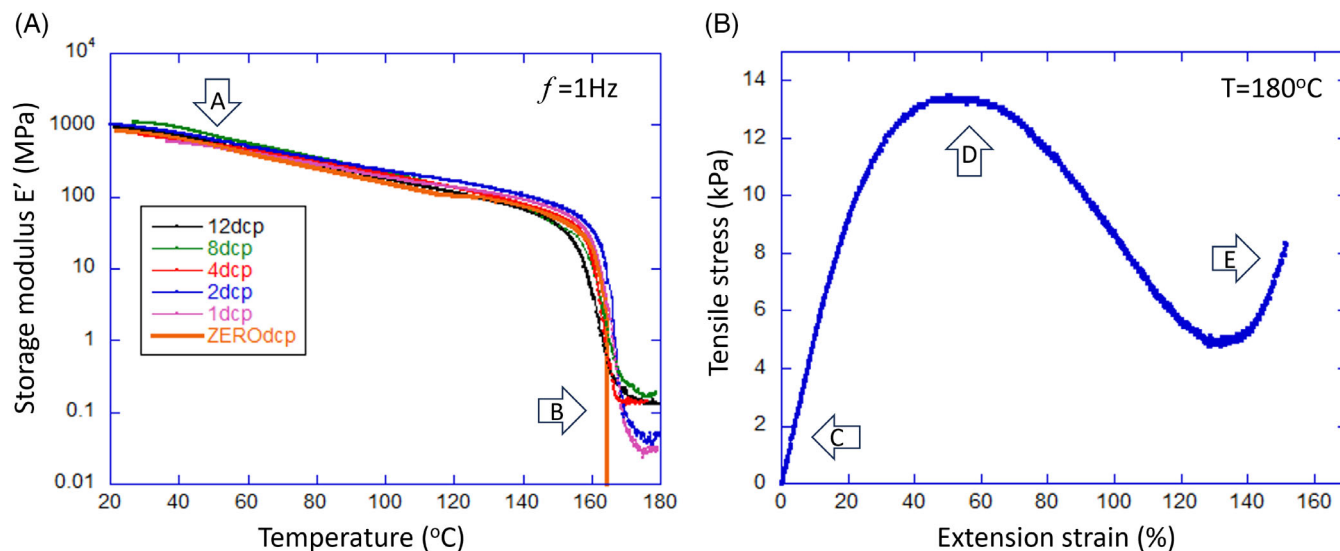 (A)
Storage modulus E' (MPa)
10⁴
1000
100
10
1
0.1
0.01
A
f=1Hz
12dcp
8dcp
4dcp
2dcp
1dcp
ZEROdcp
B
20 40 60 80 100 120 140 160 180
Temperature (°C)
(B)
Tensile stress (kPa)
14
12
10
8
6
4
2
0
T=180°C
D
E
C
0 20 40 60 80 100 120 140 160
Extension strain (%)